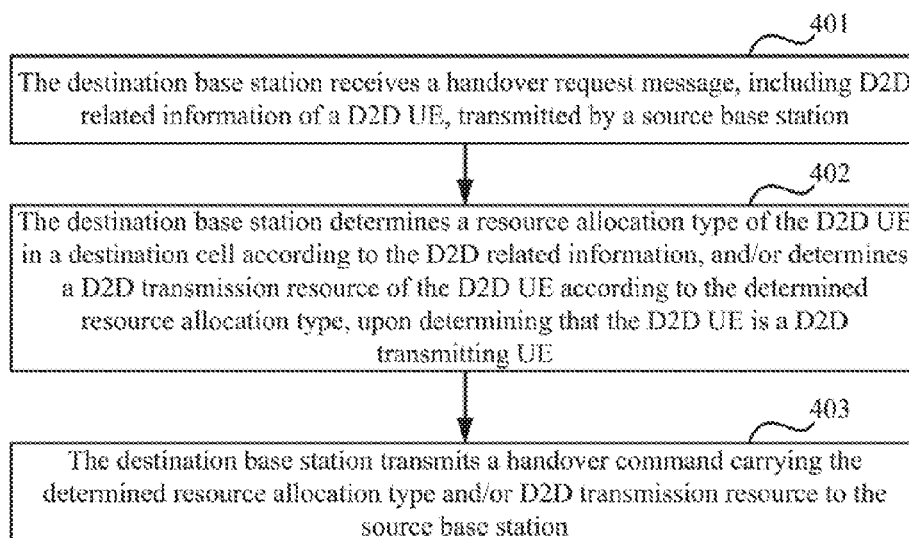 401
The destination base station receives a handover request message, including D2D
related information of a D2D UE, transmitted by a source base station
402
The destination base station determines a resource allocation type of the D2D UE
in a destination cell according to the D2D related information, and/or determines
a D2D transmission resource of the D2D UE according to the determined
resource allocation type, upon determining that the D2D UE is a D2D
transmitting UE
403
The destination base station transmits a handover command carrying the
determined resource allocation type and/or D2D transmission resource to the
source base station